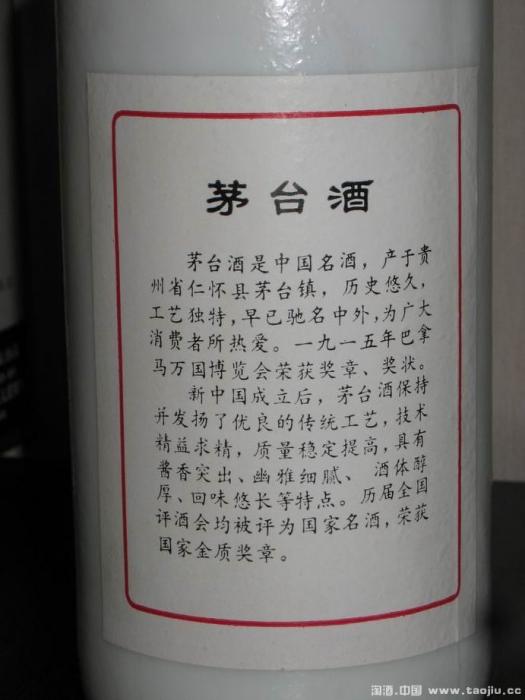 茅台酒
茅台酒是中国名酒，产于贵
州省仁怀县茅台镇，历史悠久，
工艺独特，早已驰名中外，为广大
消费者所热爱。一九一五年巴拿
马万国博览会荣获奖章、奖状。
新中国成立后，茅台酒保持
并发扬了优良的传统工艺，技术
精益求精，质量稳定提高，具有
酱香突出、幽雅细腻、酒体醇
厚、回味悠长等特点。历届全国
评酒会均被评为国家名酒，荣获
国家金质奖章。
淘酒.中国 www.taojiu.cc